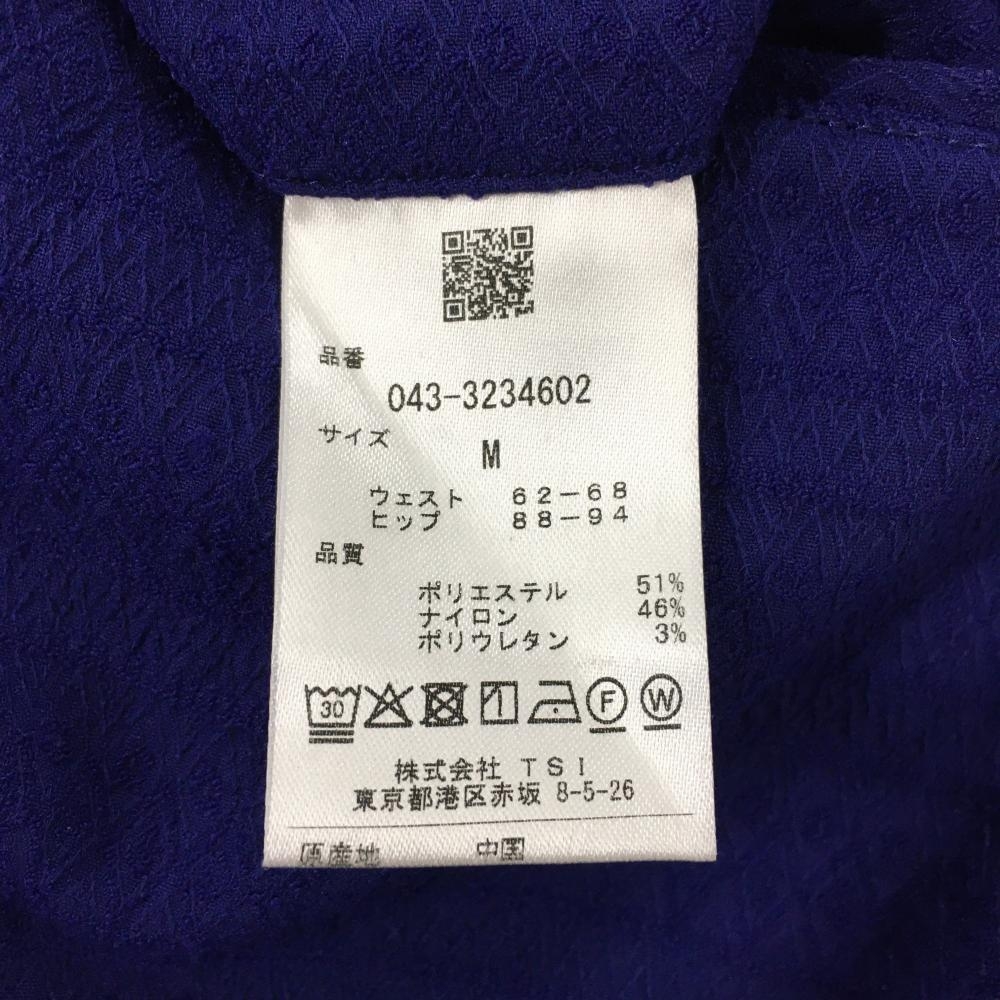 品番
043-3234602
サイズ
M
ウェスト 62-68
ヒップ 88-94
品質
ポリエステル 51%
ナイロン 46%
ポリウレタン 3%
30 F W
株式会社 TSI
東京都港区赤坂 8-5-26
原産地 中国